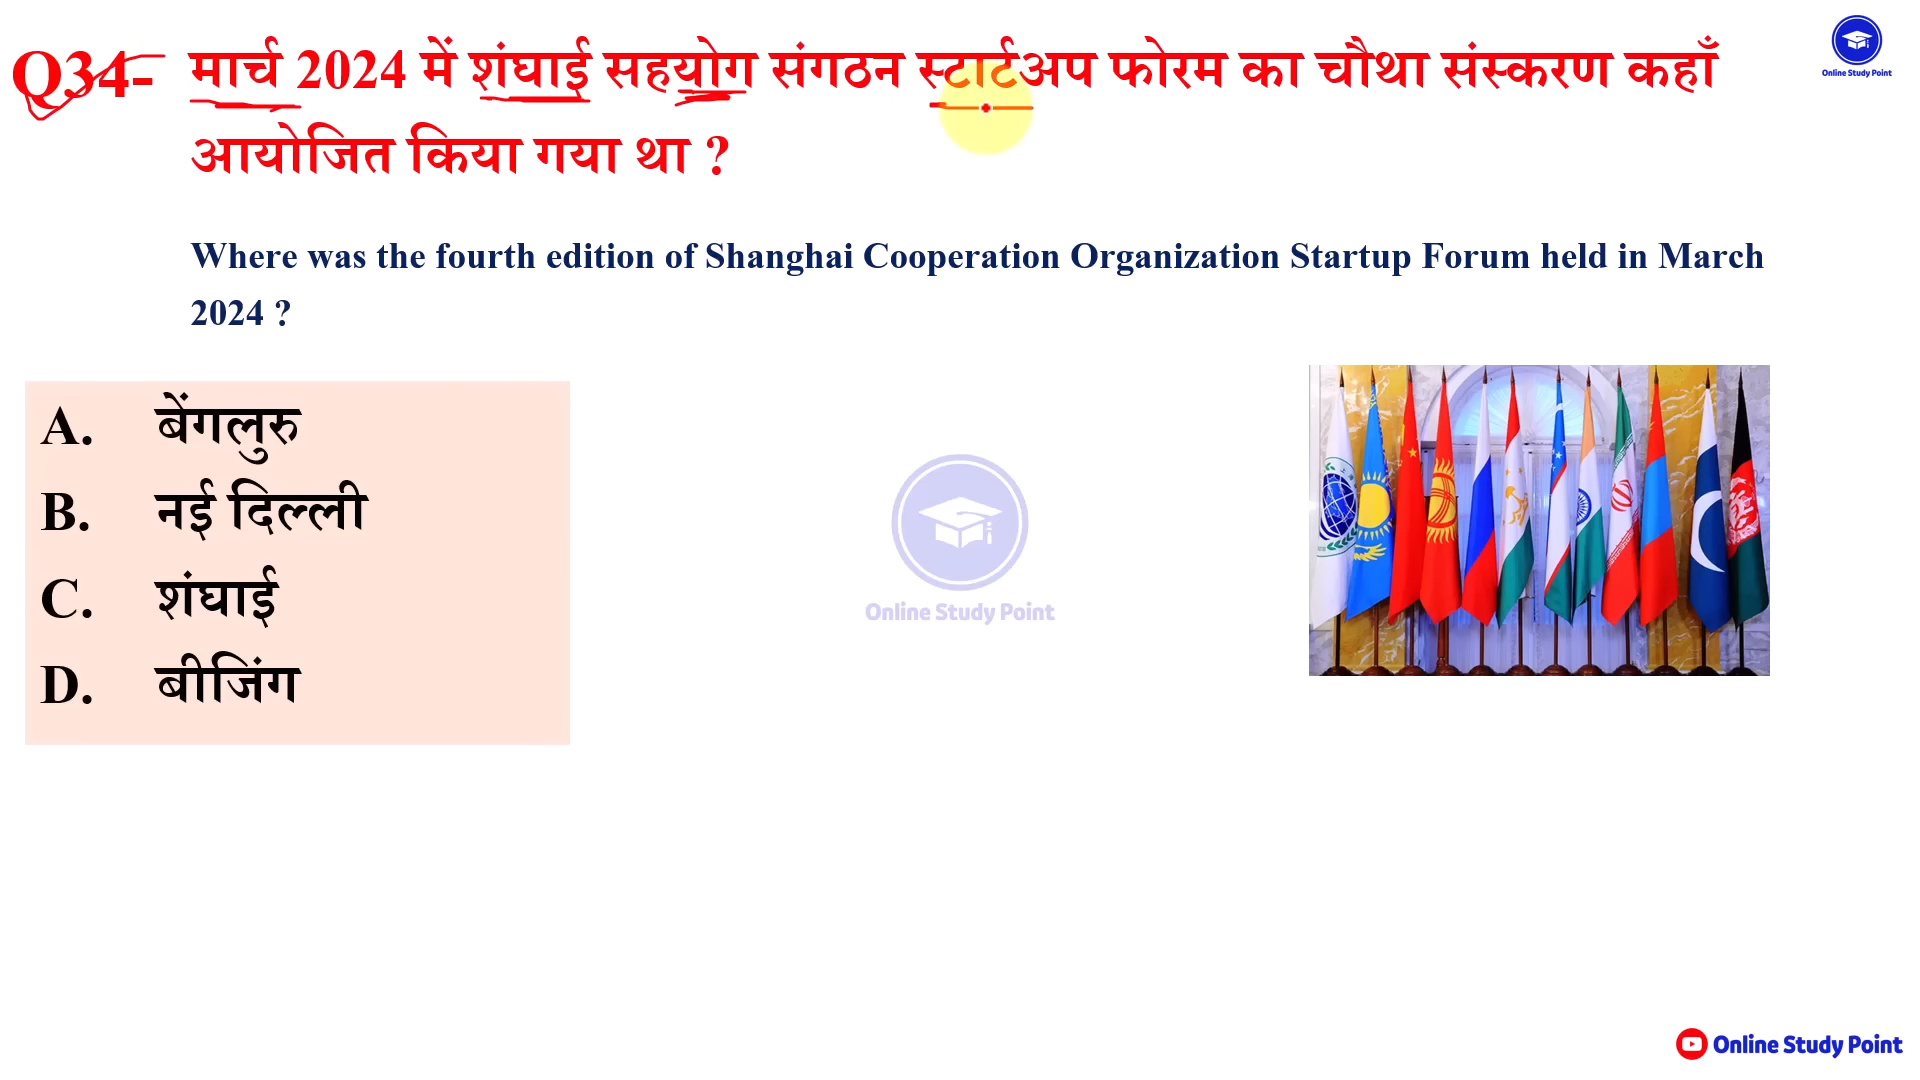 Q34- मार्च 2024 में शंघाई सहयोग संगठन स्टार्टअप फोरम का चौथा संस्करण कहाँ
आयोजित किया गया था ?
Online Study Point
Where was the fourth edition of Shanghai Cooperation Organization Startup Forum held in March
2024 ?
A. बेंगलुरु
B. नई दिल्ली
C. शंघाई
D. बीजिंग
Online Study Point
Online Study Point